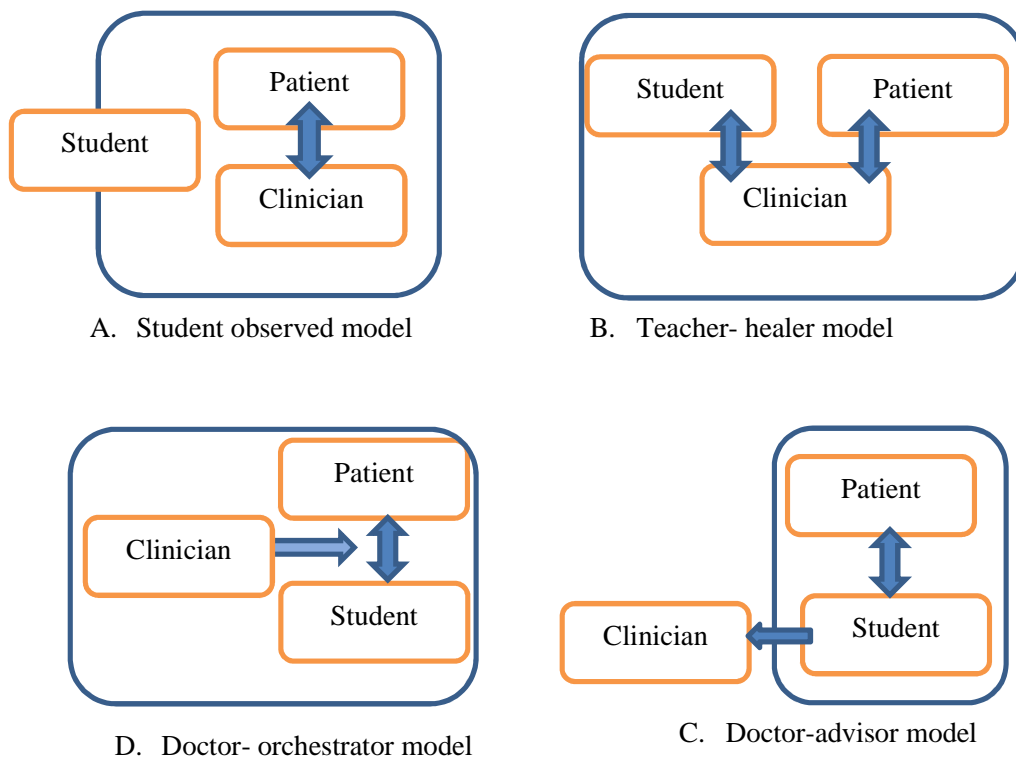 Patient
Student
Clinician
A. Student observed model
Student
Patient
Clinician
B. Teacher- healer model
Patient
Clinician
Student
D. Doctor- orchestrator model
Patient
Student
Clinician
C. Doctor-advisor model